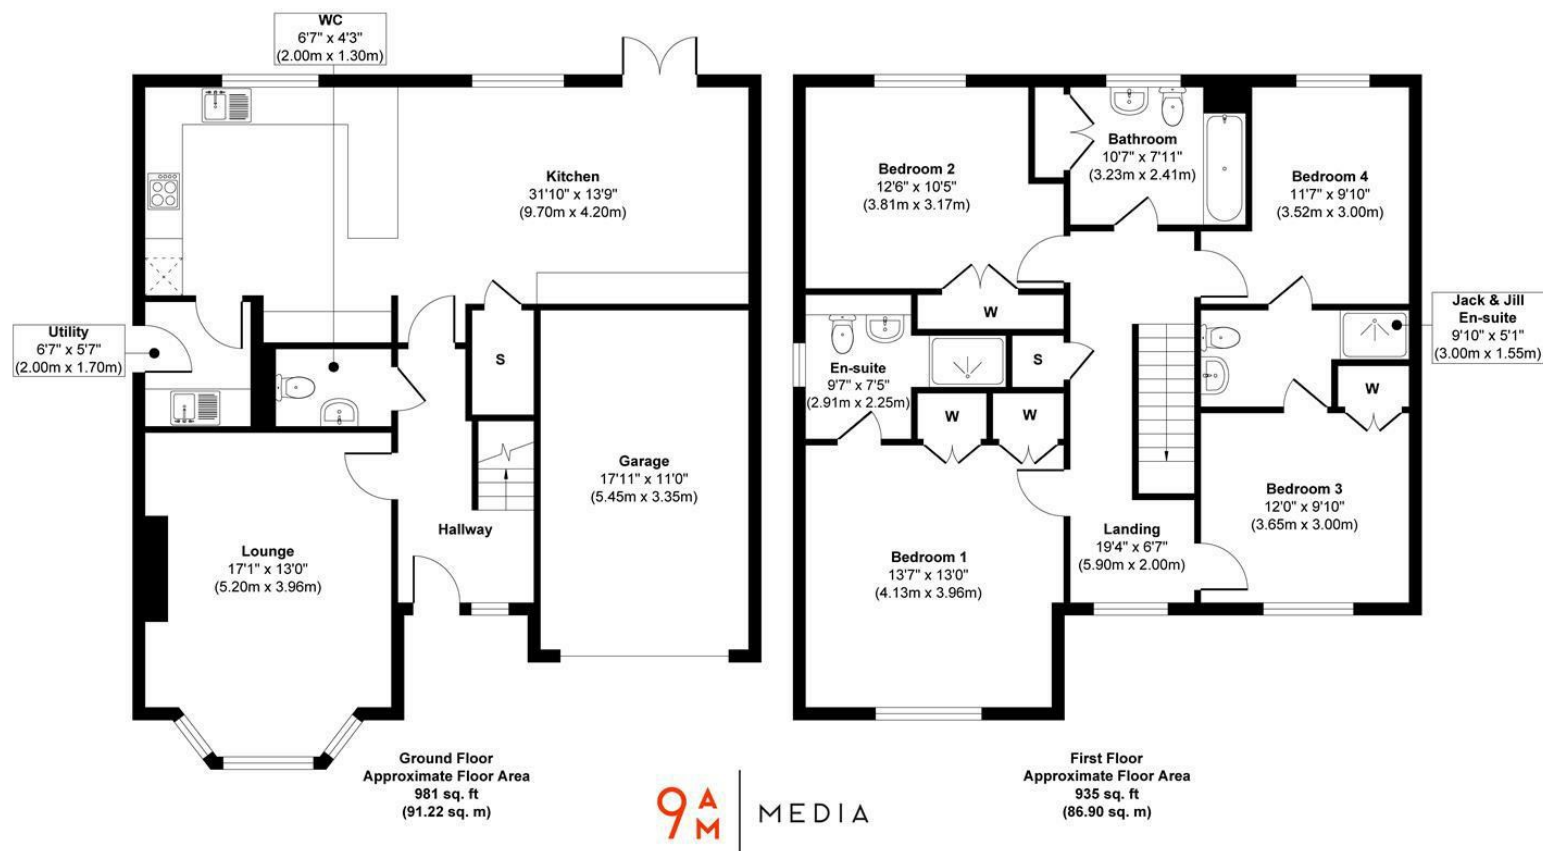 WC
6'7" x 4'3"
(2.00m x 1.30m)
Kitchen
31'10" x 13'9"
(9.70m x 4.20m)
Utility
6'7" x 5'7"
(2.00m x 1.70m)
S
Garage
17'11" x 11'0"
(5.45m x 3.35m)
Hallway
Lounge
17'1" x 13'0"
(5.20m x 3.96m)
Ground Floor
Approximate Floor Area
981 sq. ft
(91.22 sq. m)
Bedroom 2
12'6" x 10'5"
(3.81m x 3.17m)
Bathroom
10'7" x 7'11"
(3.23m x 2.41m)
Bedroom 4
11'7" x 9'10"
(3.52m x 3.00m)
Jack & Jill
En-suite
9'10" x 5'1"
(3.00m x 1.55m)
W
En-suite
9'7" x 7'5"
(2.91m x 2.25m)
S
W
W
W
Bedroom 3
12'0" x 9'10"
(3.65m x 3.00m)
Landing
19'4" x 6'7"
(5.90m x 2.00m)
Bedroom 1
13'7" x 13'0"
(4.13m x 3.96m)
First Floor
Approximate Floor Area
935 sq. ft
(86.90 sq. m)
9AM MEDIA